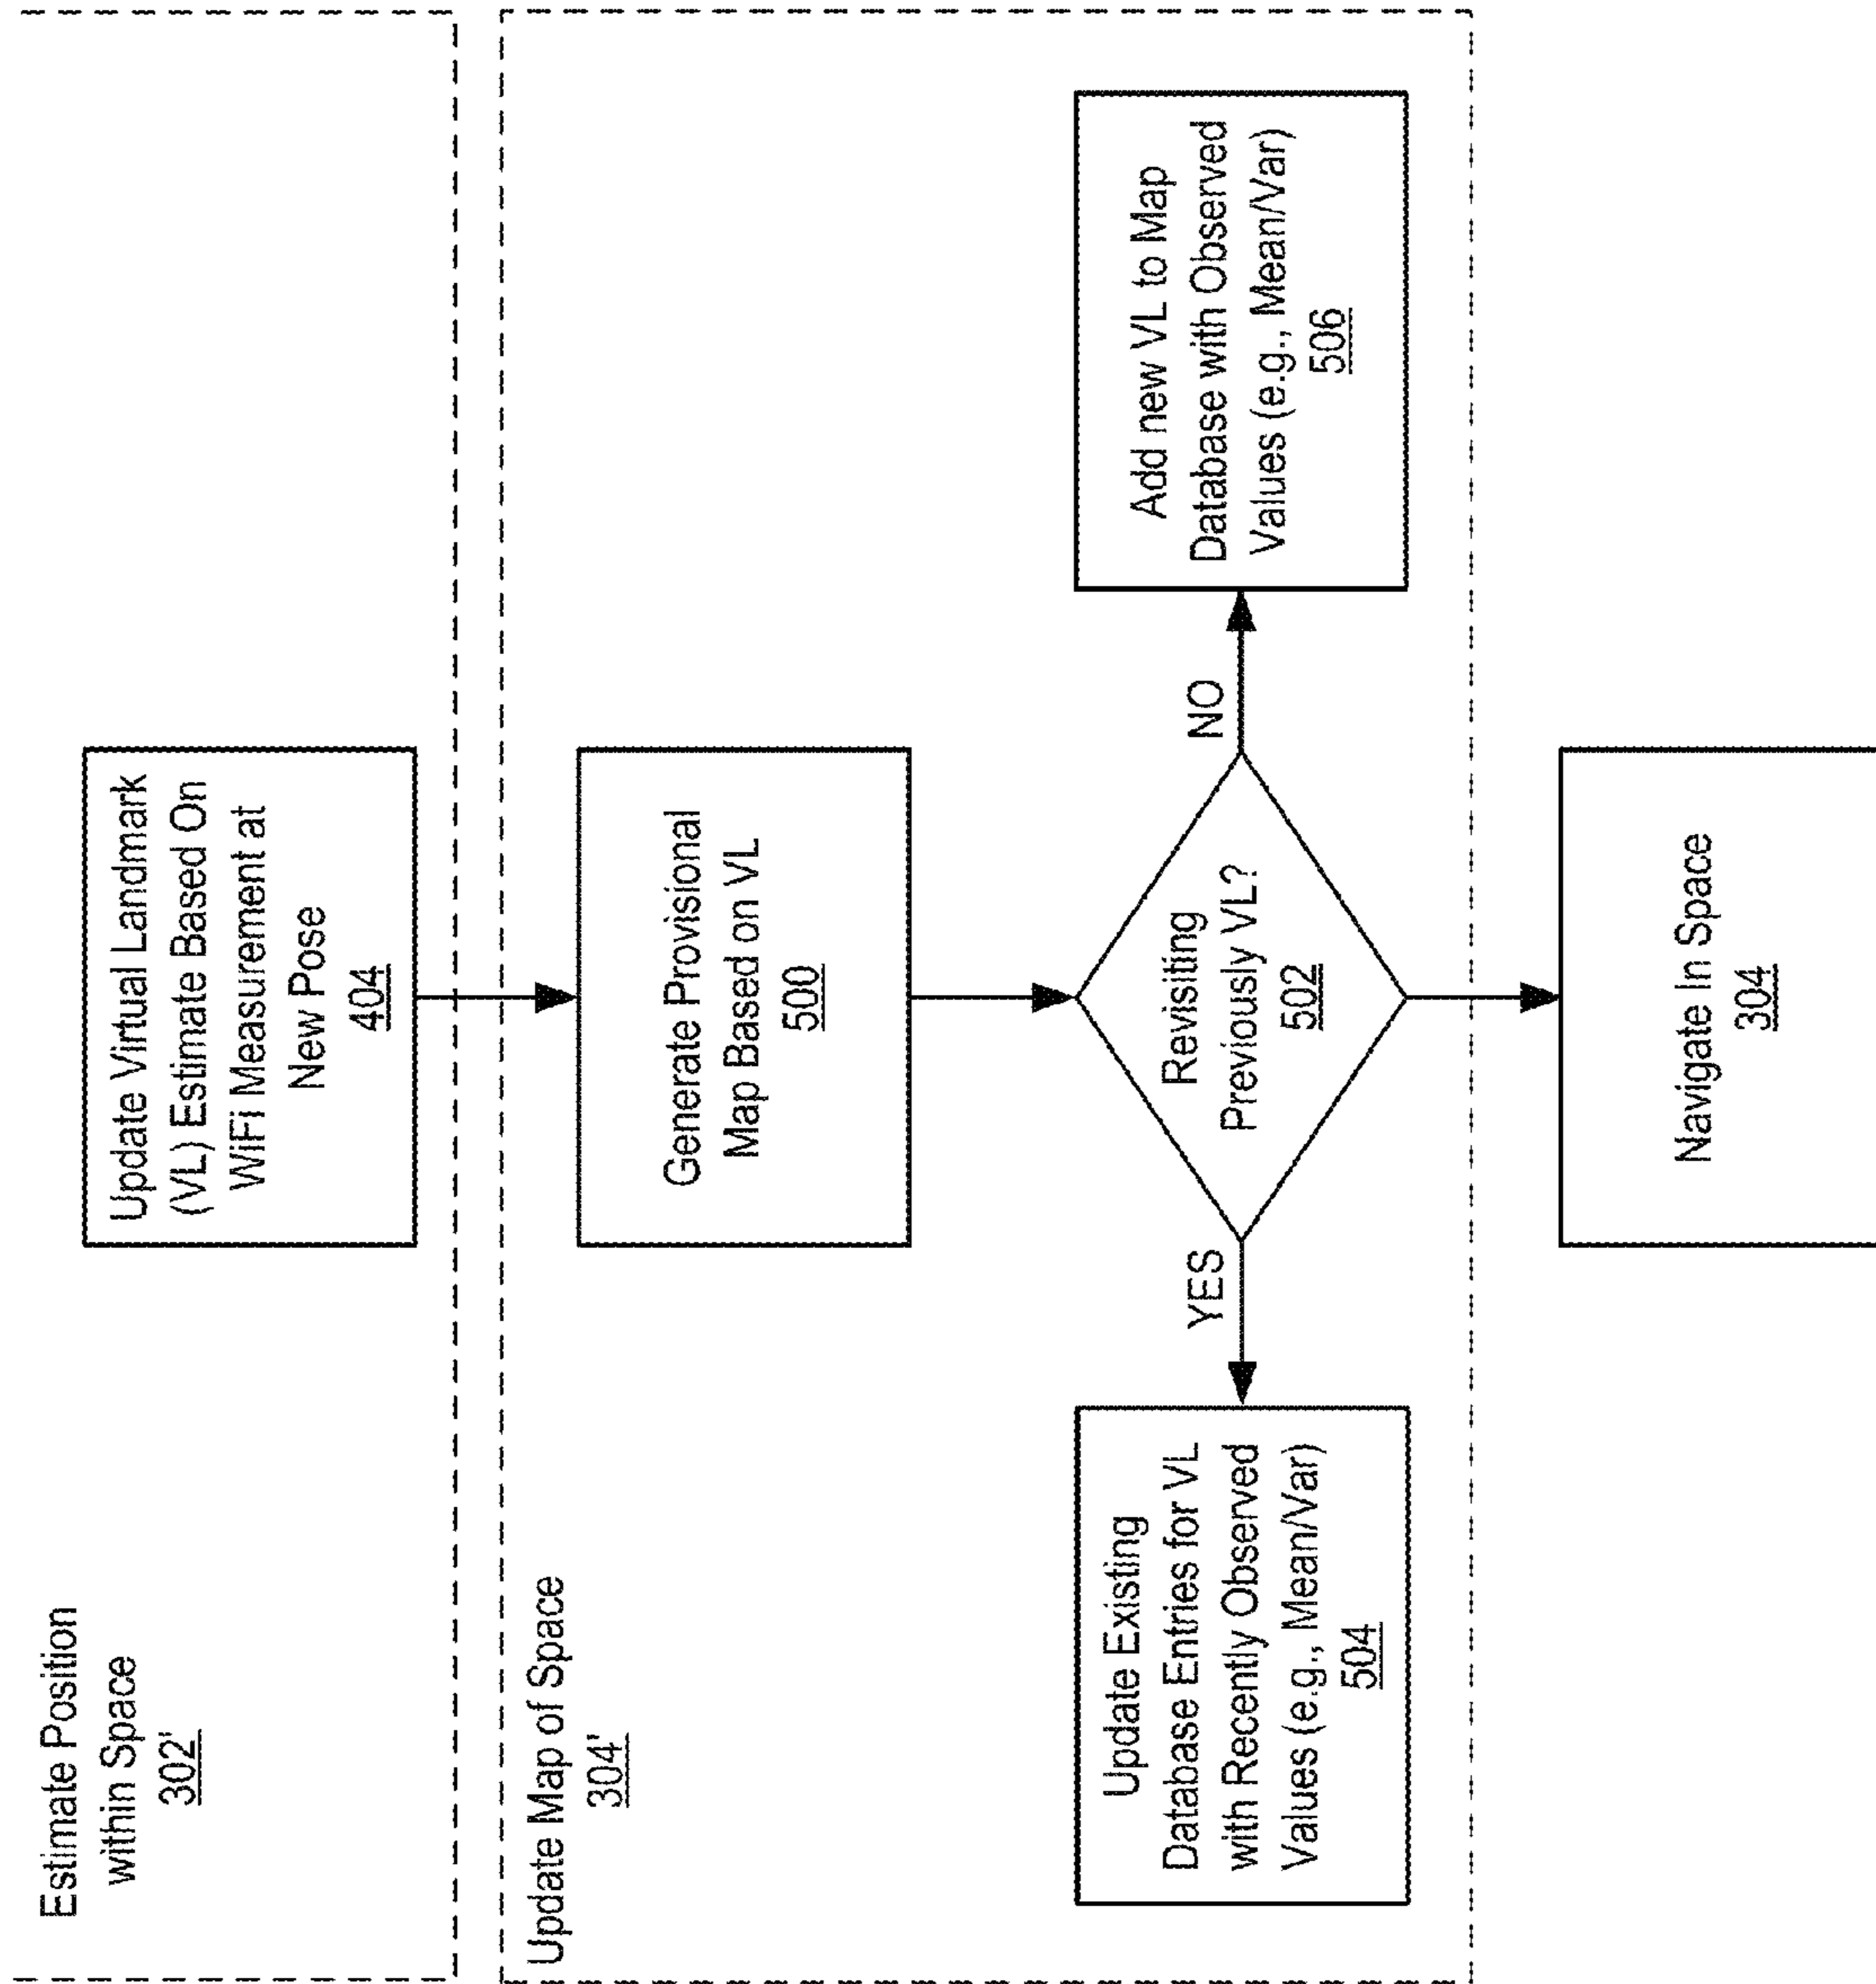 Estimate Position
within Space
302'
Update Virtual Landmark
(VL) Estimate Based On
WiFi Measurement at
New Pose
404
Update Map of Space
304'
Generate Provisional
Map Based on VL
500
Revisiting
Previously VL?
502
YES
NO
Update Existing
Database Entries for VL
with Recently Observed
Values (e.g., Mean/Var)
504
Add new VL to Map
Database with Observed
Values (e.g., Mean/Var)
506
Navigate In Space
304